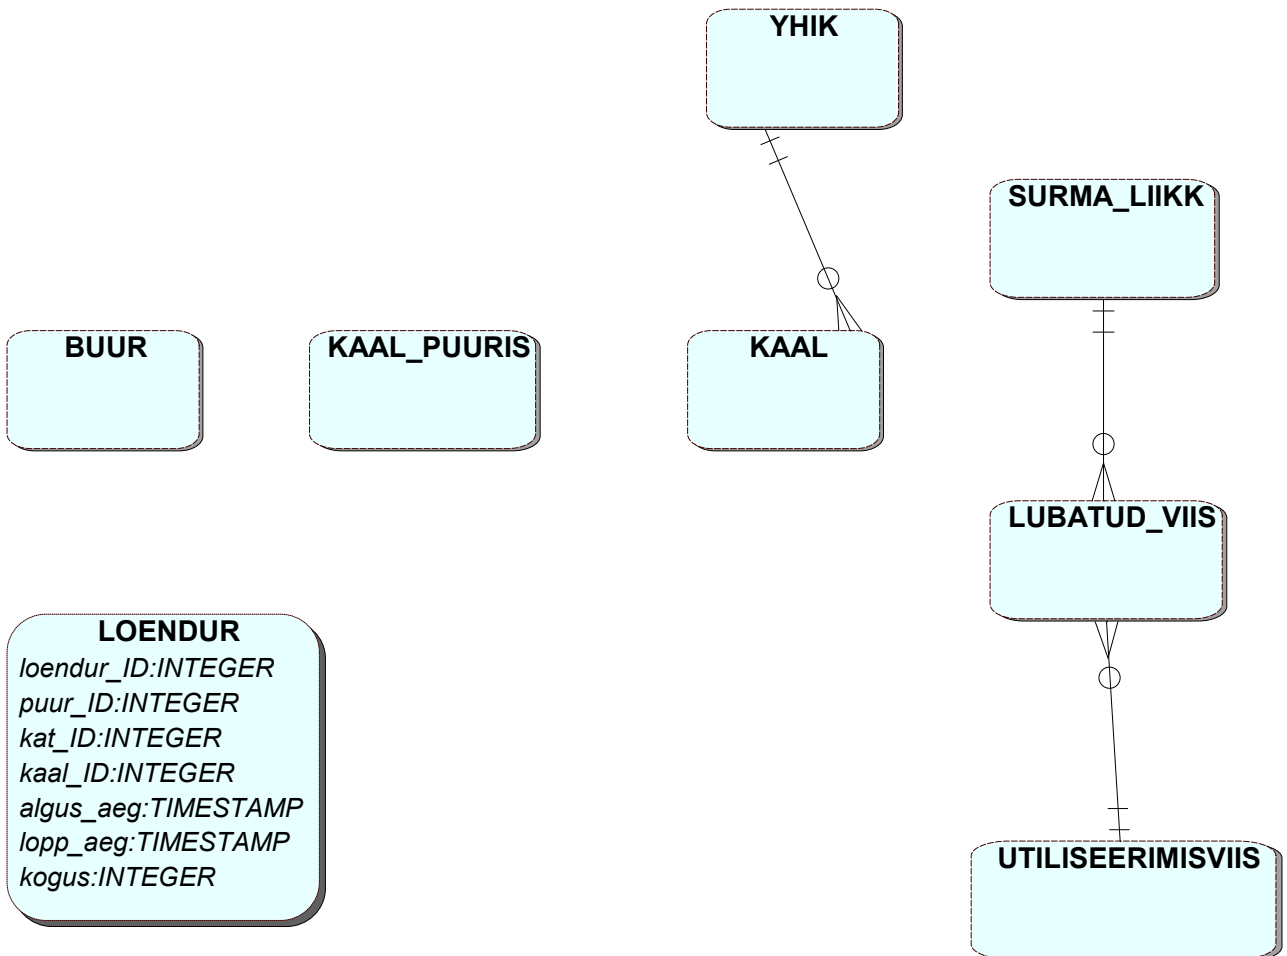 YHIK
SURMA_LIIKK
BUUR
KAAL_PUURIS
KAAL
LUBATUD_VIIS
LOENDUR
loendur_ID:INTEGER
puur_ID:INTEGER
kat_ID:INTEGER
kaal_ID:INTEGER
algus_aeg:TIMESTAMP
lopp_aeg:TIMESTAMP
kogus:INTEGER
UTILISEERIMISVIIS